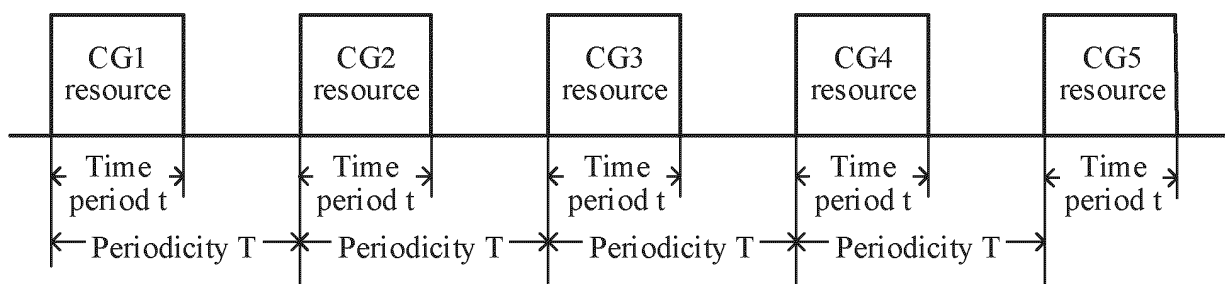 CG1
resource
CG2
resource
CG3
resource
CG4
resource
CG5
resource
Time
period t
Time
period t
Time
period t
Time
period t
Time
period t
Periodicity T
Periodicity T
Periodicity T
Periodicity T